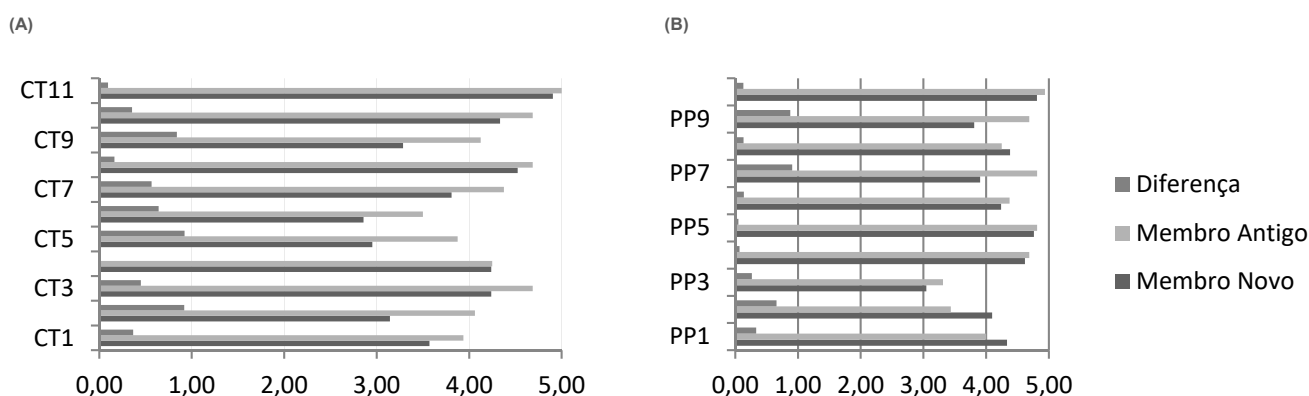 (A)
CT11
CT9
CT7
CT5
CT3
CT1
0,00 1,00 2,00 3,00 4,00 5,00
(B)
PP9
PP7
PP5
PP3
PP1
0,00 1,00 2,00 3,00 4,00 5,00
Diferença
Membro Antigo
Membro Novo